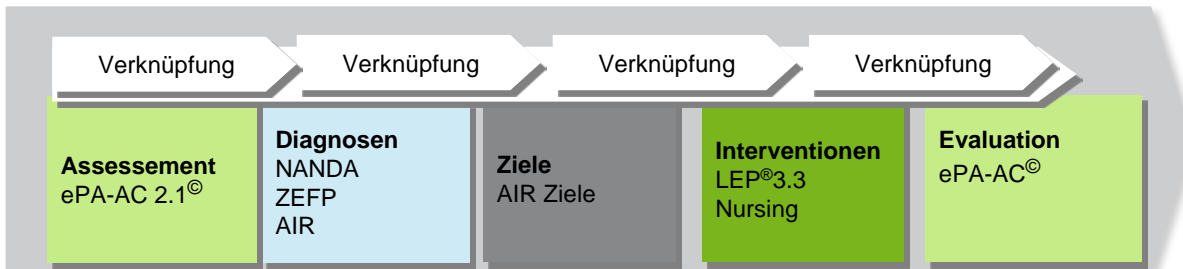 Verknüpfung
Verknüpfung
Verknüpfung
Verknüpfung
Assessement
ePA-AC 2.1©
Diagnosen
NANDA
ZEFP
AIR
Ziele
AIR Ziele
Interventionen
LEP®3.3
Nursing
Evaluation
ePA-AC©